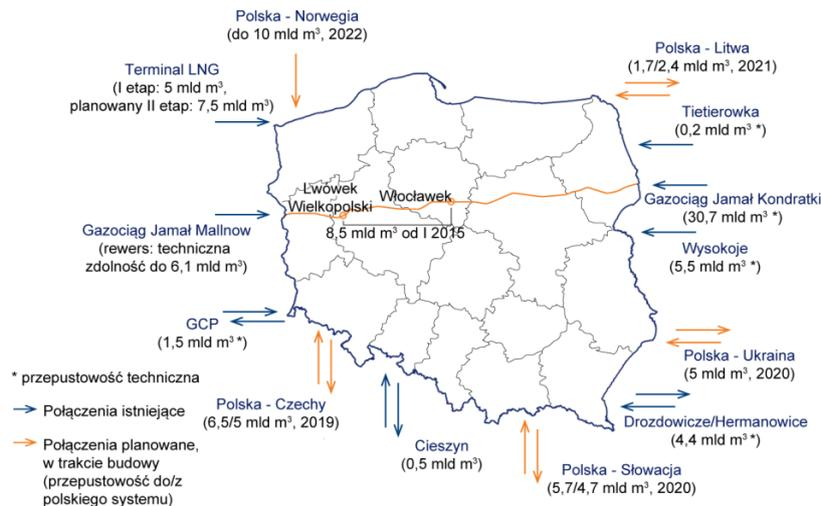 Polska - Norwegia
(do 10 mld m³, 2022)
Terminal LNG
(I etap: 5 mld m³,
planowany II etap: 7,5 m³)
Polska - Litwa
(1,7/2,4 mld m³, 2021)
Tietierowka
(0,2 mld m³ *)
Lwówek
Wielkopolski
Włocławek
8,5 mld m³ od I 2015
Gazociąg Jamał Kondratki
(30,7 mld m³ *)
Gazociąg Jamał Mallnow
(rewers: techniczna
zdolność do 6,1 mld m³)
Wysokoje
(5,5 mld m³ *)
GCP
(1,5 mld m³ *)
Polska - Ukraina
(5 mld m³, 2020)
* przepustowość techniczna
Połączenia istniejące
Połączenia planowane,
w trakcie budowy
(przepustowość do/z
polskiego systemu)
Polska - Czechy
(6,5/5 mld m³, 2019)
Cieszyn
(0,5 mld m³)
Drozdowicze/Hermanowice
(4,4 mld m³ *)
Polska - Słowacja
(5,7/4,7 mld m³, 2020)